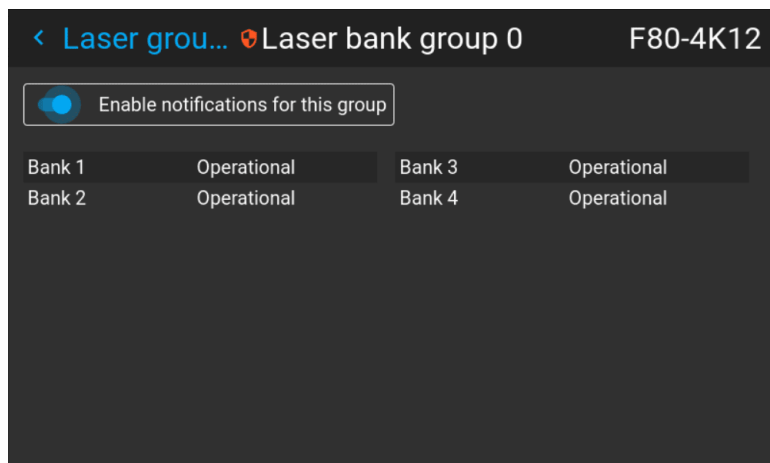 Laser grou... Laser bank group 0 F80-4K12
Enable notifications for this group
Bank 1 Operational Bank 3 Operational
Bank 2 Operational Bank 4 Operational